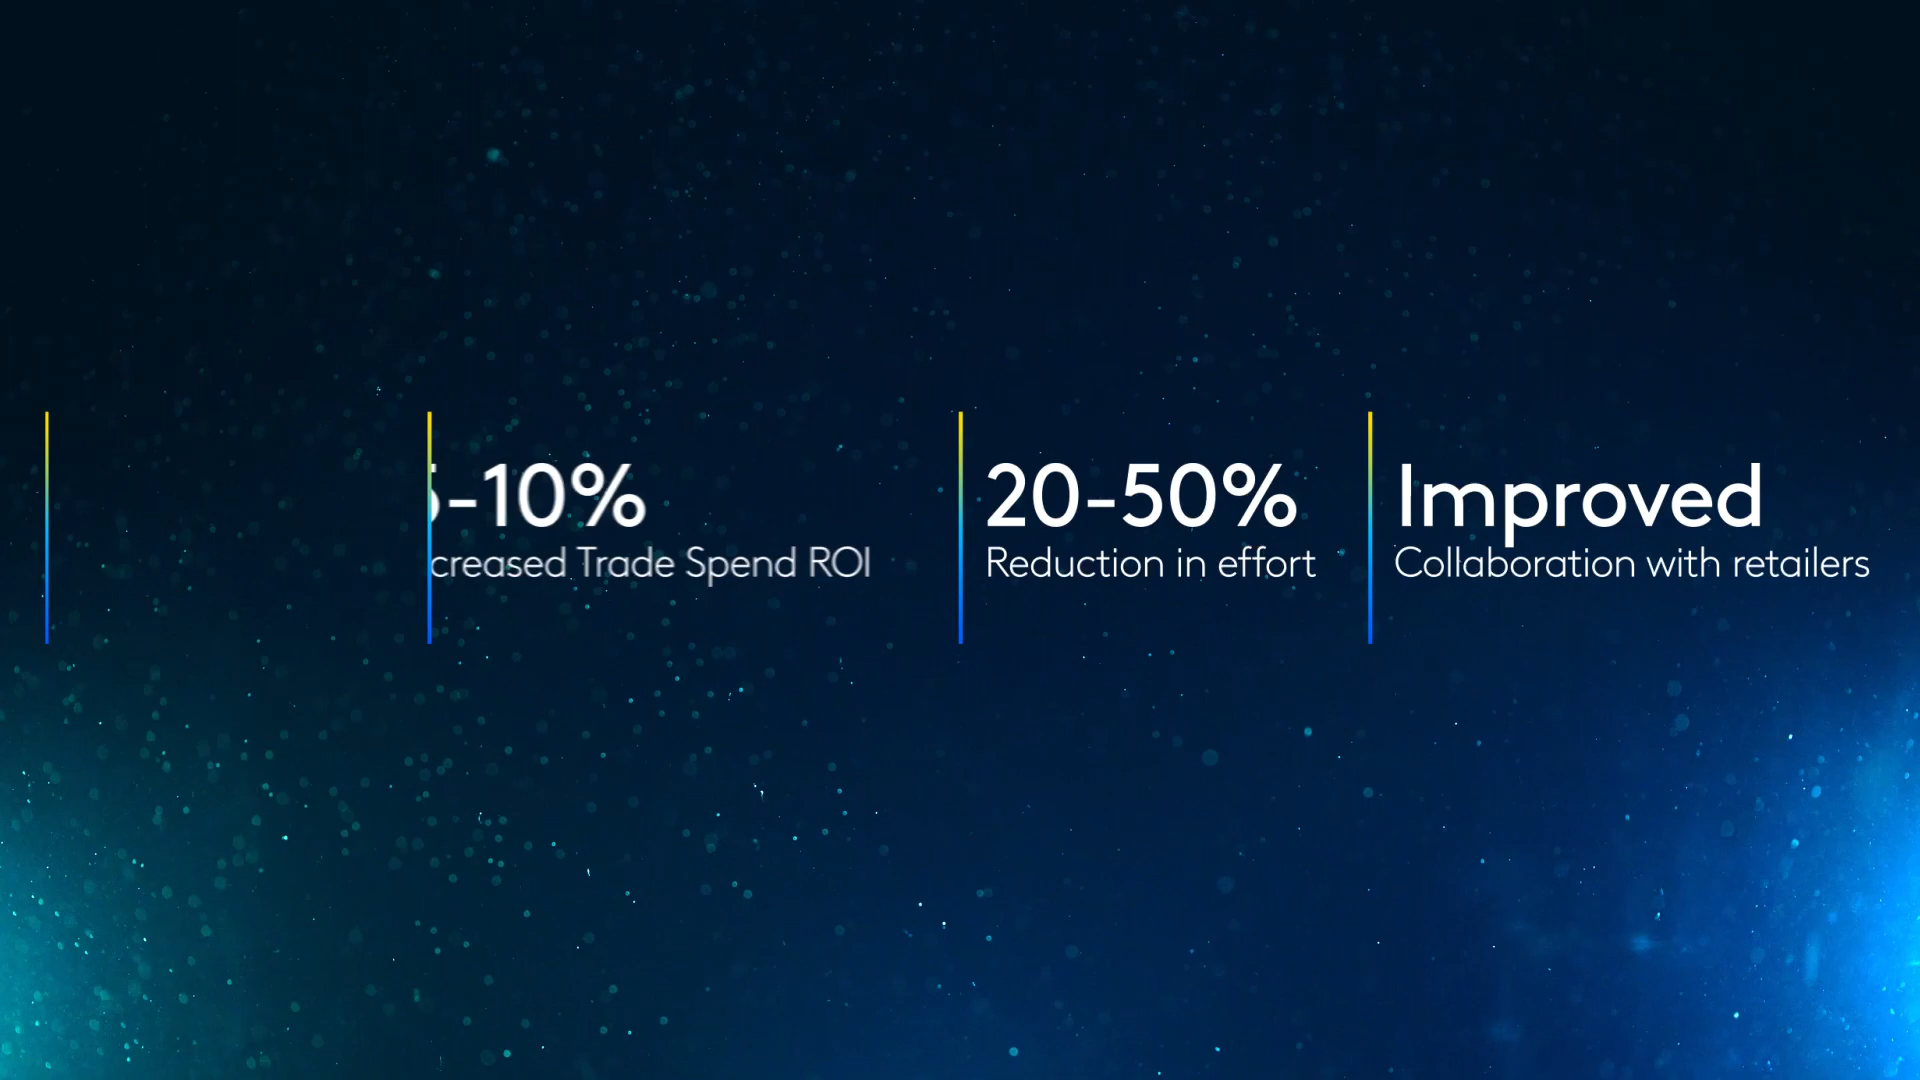 -10%
creased Trade Spend ROI
20-50%
Reduction in effort
Improved
Collaboration with retailers